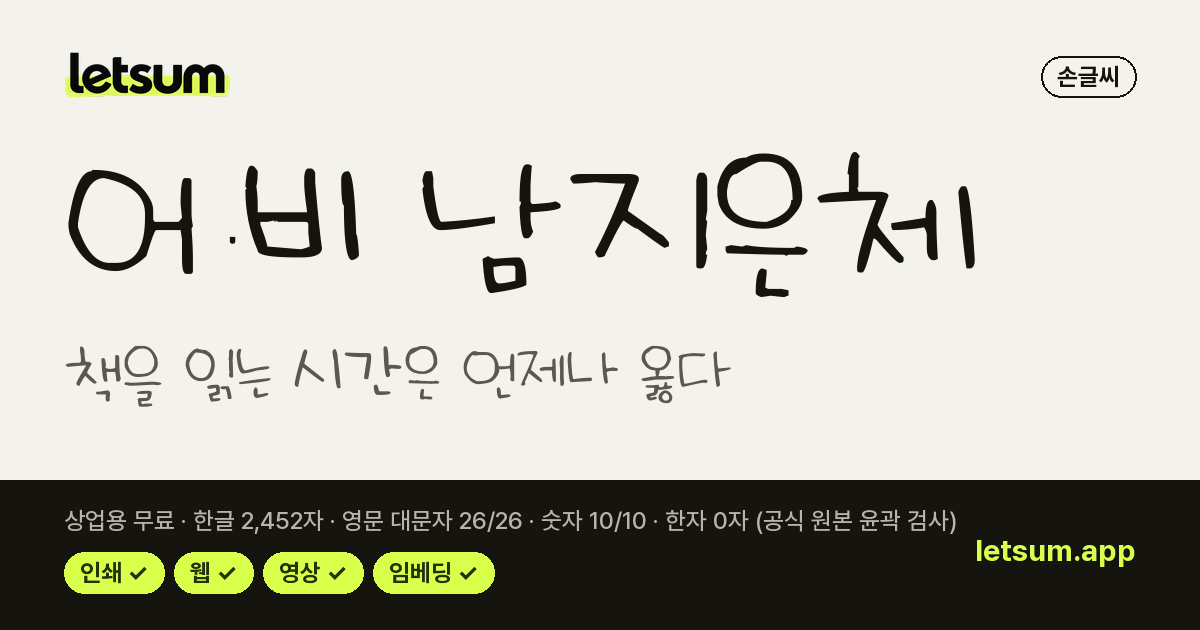 letsum
손글씨
어·비 남지은체
책을 읽는 시간은 언제나 옳다
상업용 무료 · 한글 2,452자 · 영문 대문자 26/26 · 숫자 10/10 · 한자 0자 (공식 원본 윤곽 검사)
인쇄 ✓ 웹 ✓ 영상 ✓ 임베딩 ✓
letsum.app